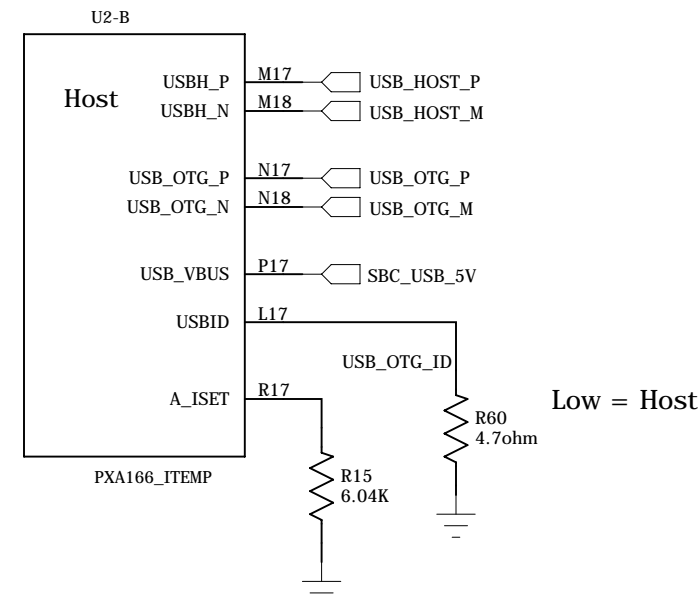 U2-B
Host
USBH_P M17 USB_HOST_P
USBH_N M18 USB_HOST_M
USB_OTG_P N17 USB_OTG_P
USB_OTG_N N18 USB_OTG_M
USB_VBUS P17 SBC_USB_5V
USBID L17
USB_OTG_ID
A_ISET R17
Low = Host
R60
4.7ohm
PXA166_ITEMP
R15
6.04K